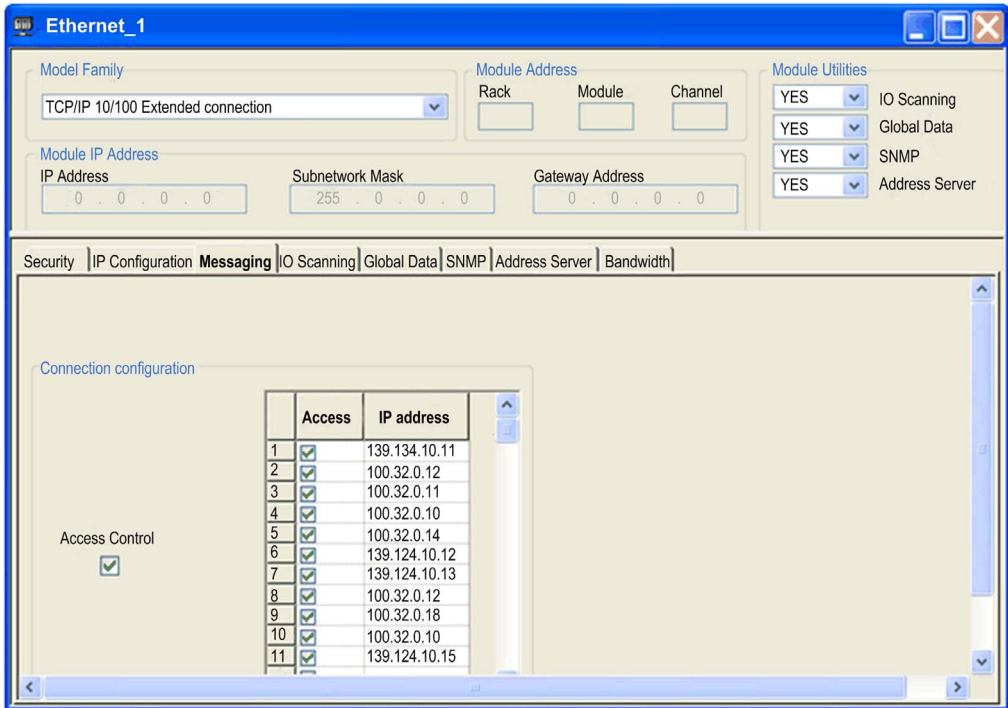 Ethernet_1
Model Family
Module Address
Module Utilities
TCP/IP 10/100 Extended connection
Rack Module Channel
YES IO Scanning
YES Global Data
YES SNMP
YES Address Server
Module IP Address
IP Address Subnetwork Mask Gateway Address
0 . 0 . 0 . 0 255 . 0 . 0 . 0 0 . 0 . 0 . 0
Security IP Configuration Messaging IO Scanning Global Data SNMP Address Server Bandwidth
Connection configuration
Access IP address
1 139.134.10.11
2 100.32.0.12
3 100.32.0.11
4 100.32.0.10
5 100.32.0.14
6 139.124.10.12
7 139.124.10.13
8 100.32.0.12
9 100.32.0.18
10 100.32.0.10
11 139.124.10.15
Access Control